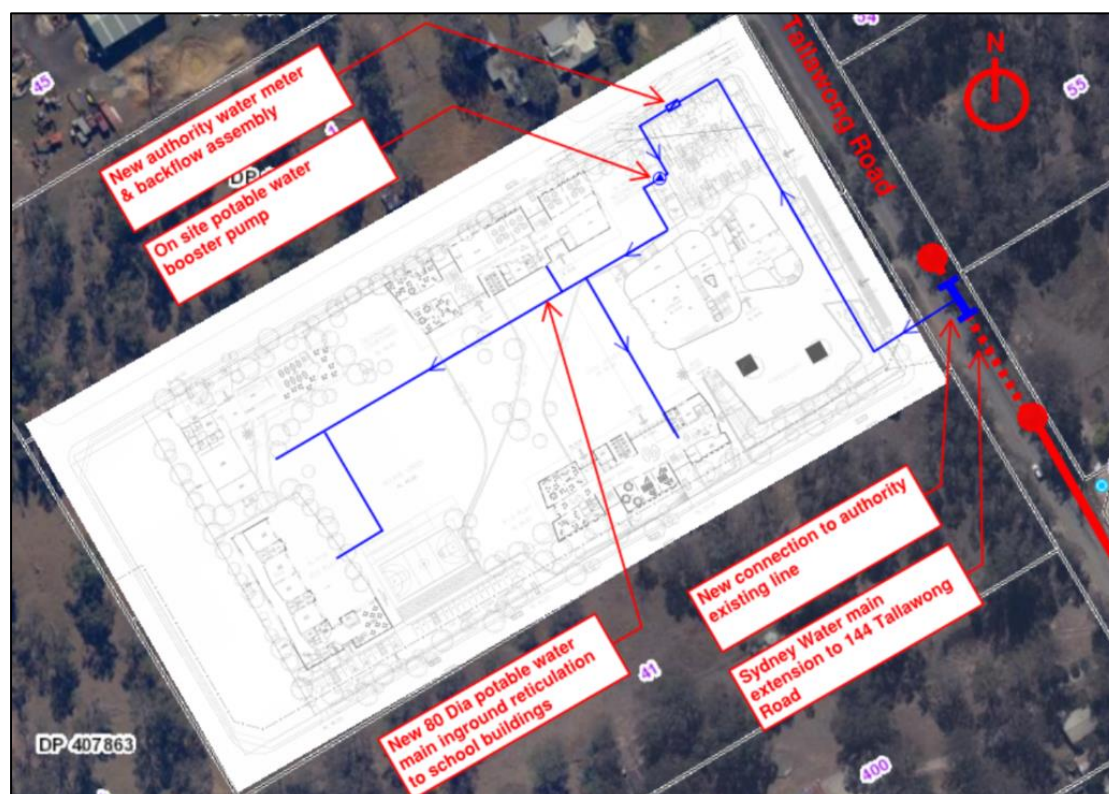 54
Tallawong Road
N
55
45
New authority water meter
& backflow assembly
1
On site potable water
booster pump
New connection to authority
existing line
Sydney Water main
extension to 144 Tallawong
Road
New 80 Dia potable water
main inground reticulation
to school buildings
41
DP 407863
400